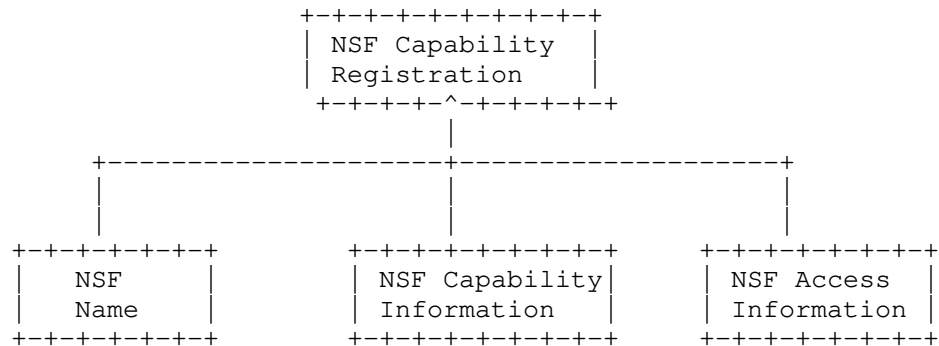 NSF Capability
Registration
NSF
Name
NSF Capability
Information
NSF Access
Information